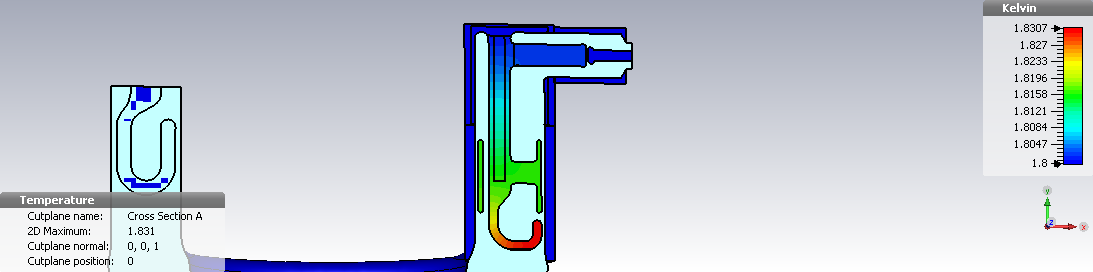 Kelvin
1.8307
1.827
1.8233
1.8196
1.8158
1.8121
1.8084
1.8047
1.8
y
z
x
Temperature
Cutplane name: Cross Section A
2D Maximum: 1.831
Cutplane normal: 0, 0, 1
Cutplane position: 0